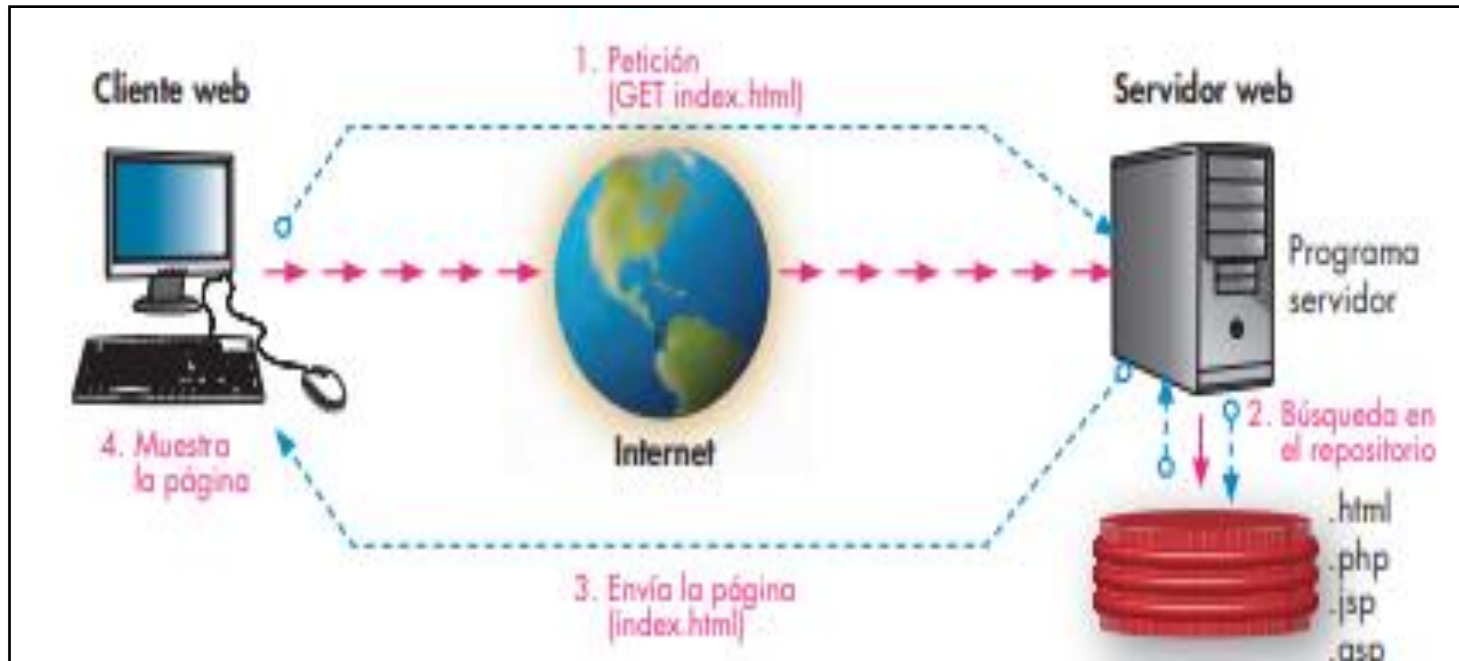 Cliente web
1. Petición
(GET index.html)
Servidor web
Programa
servidor
Internet
2. Búsqueda en
el repositorio
4. Muestra
la página
3. Envía la página
(index.html)
.html
.php
.jsp
.asp